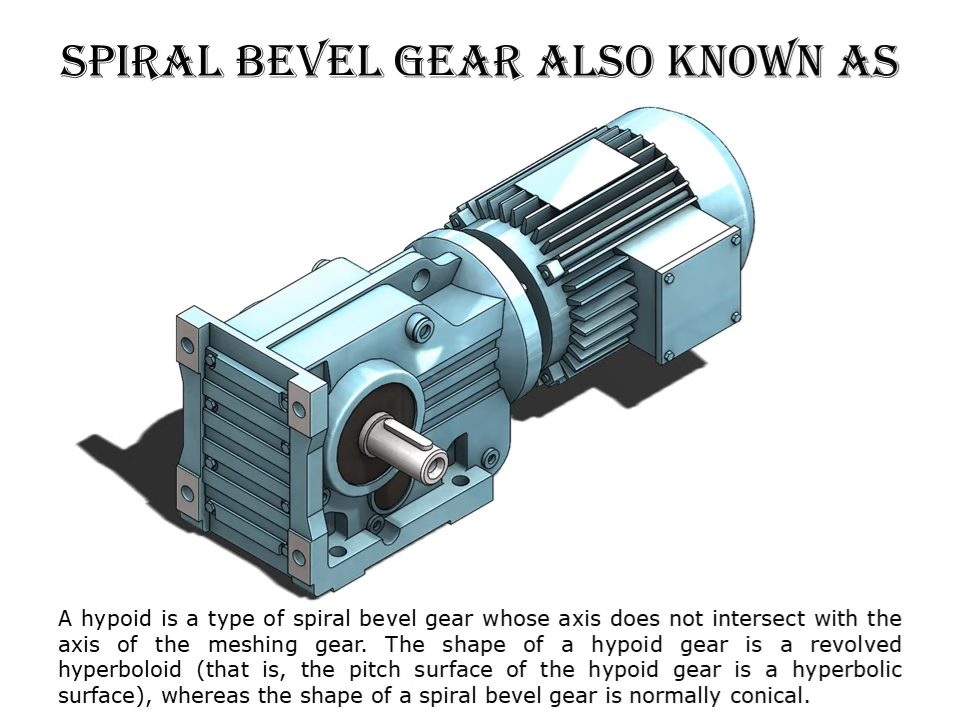 SPIRAL BEVEL GEAR ALSO KNOWN AS
A hypoid is a type of spiral bevel gear whose axis does not intersect with the
axis of the meshing gear. The shape of a hypoid gear is a revolved
hyperboloid (that is, the pitch surface of the hypoid gear is a hyperbolic
surface), whereas the shape of a spiral bevel gear is normally conical.